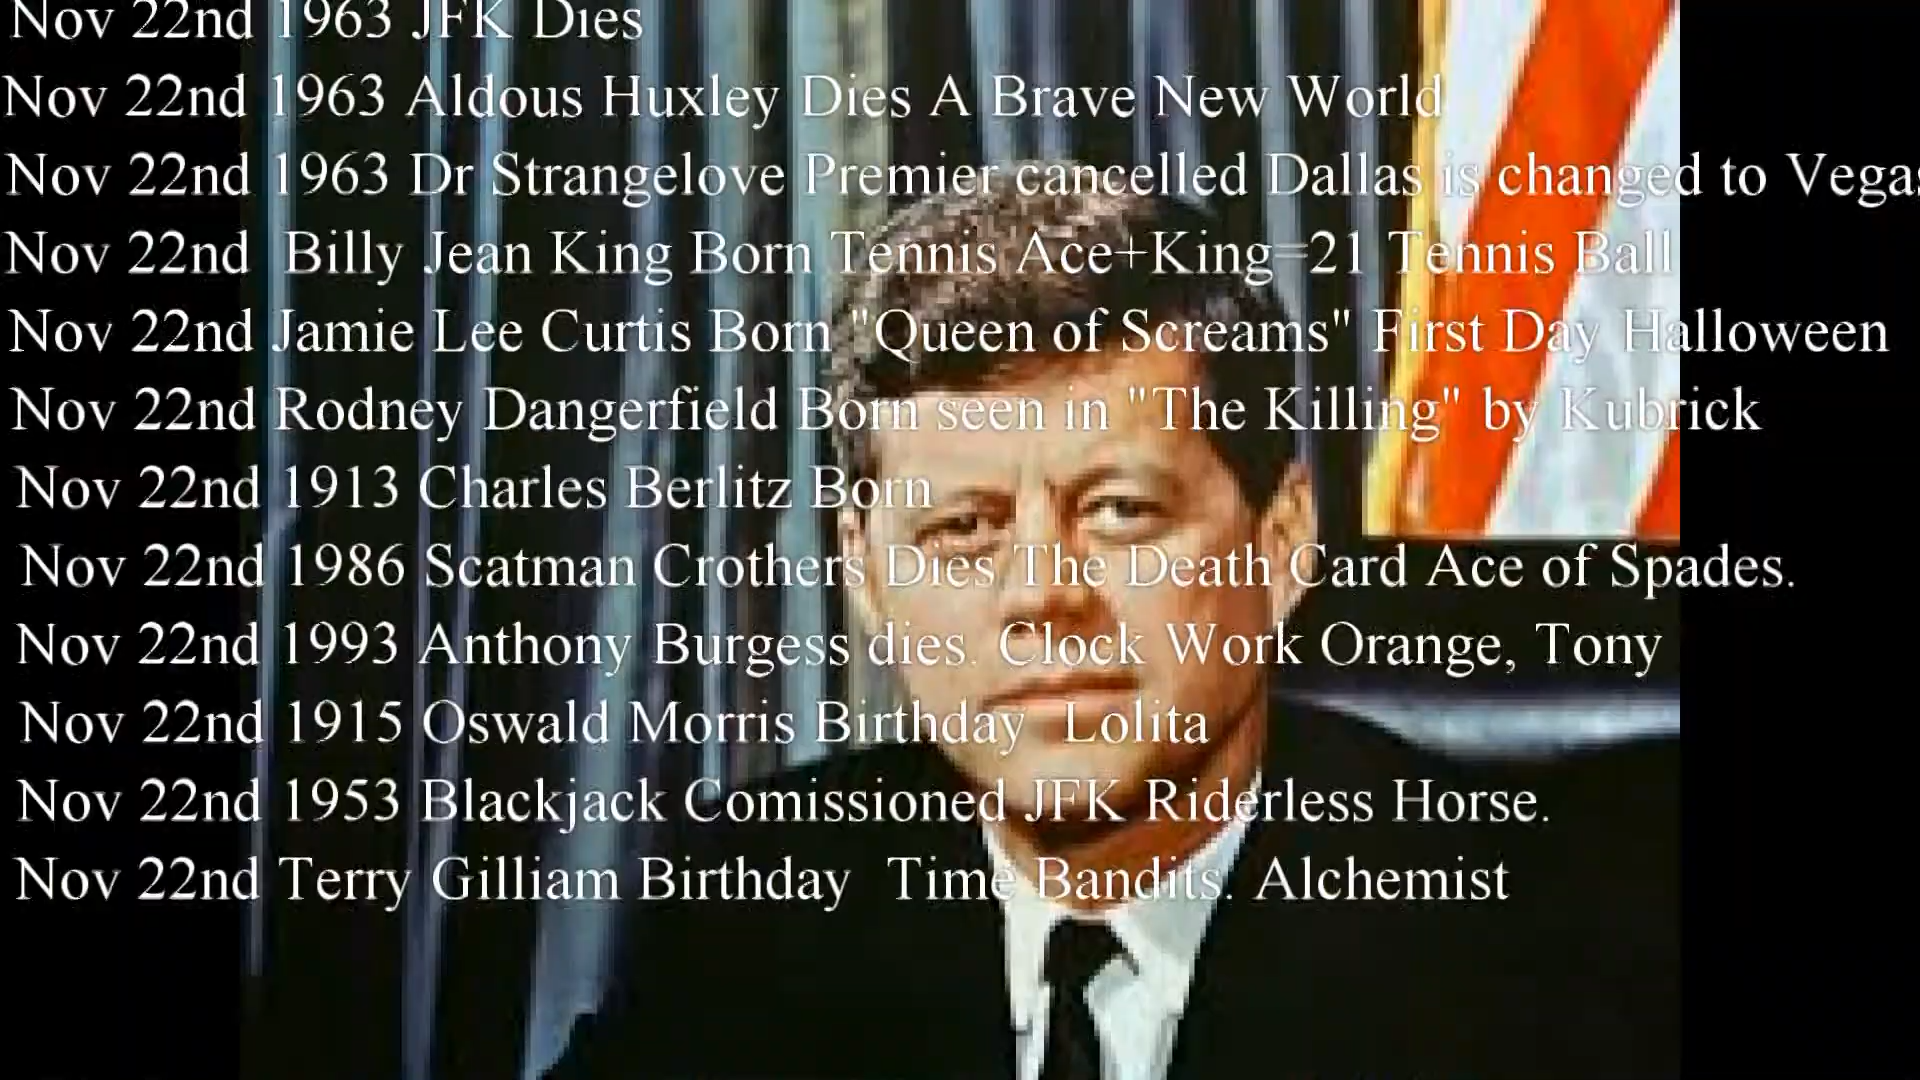 Nov 22nd 1963 JFK Dies
Nov 22nd 1963 Aldous Huxley Dies A Brave New World
Nov 22nd 1963 Dr Strangelove Premier cancelled Dallas is changed to Vegas
Nov 22nd Billy Jean King Born Tennis Ace+King=21 Tennis Ball
Nov 22nd Jamie Lee Curtis Born "Queen of Screams" First Day Halloween
Nov 22nd Rodney Dangerfield Born seen in "The Killing" by Kubrick
Nov 22nd 1913 Charles Berlitz Born
Nov 22nd 1986 Scatman Crothers Dies The Death Card Ace of Spades.
Nov 22nd 1993 Anthony Burgess dies. Clock Work Orange, Tony
Nov 22nd 1915 Oswald Morris Birthday Lolita
Nov 22nd 1953 Blackjack Comissioned JFK Riderless Horse.
Nov 22nd Terry Gilliam Birthday Time Bandits. Alchemist